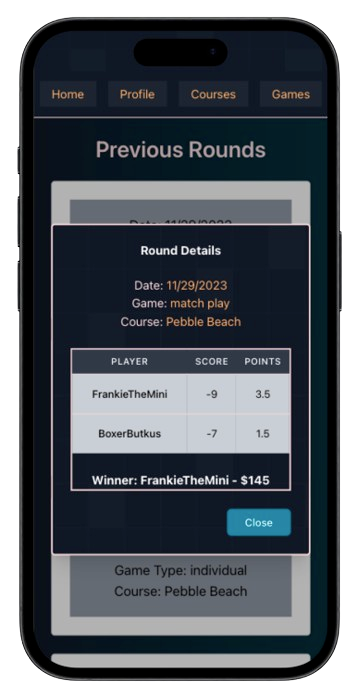 Home Profile Courses Games
Previous Rounds
Date: 11/29/2023
Round Details
Date: 11/29/2023
Game: match play
Course: Pebble Beach
PLAYER SCORE POINTS
FrankieTheMini -9 3.5
BoxerButkus -7 1.5
Winner: FrankieTheMini - $145
Close
Game Type: individual
Course: Pebble Beach